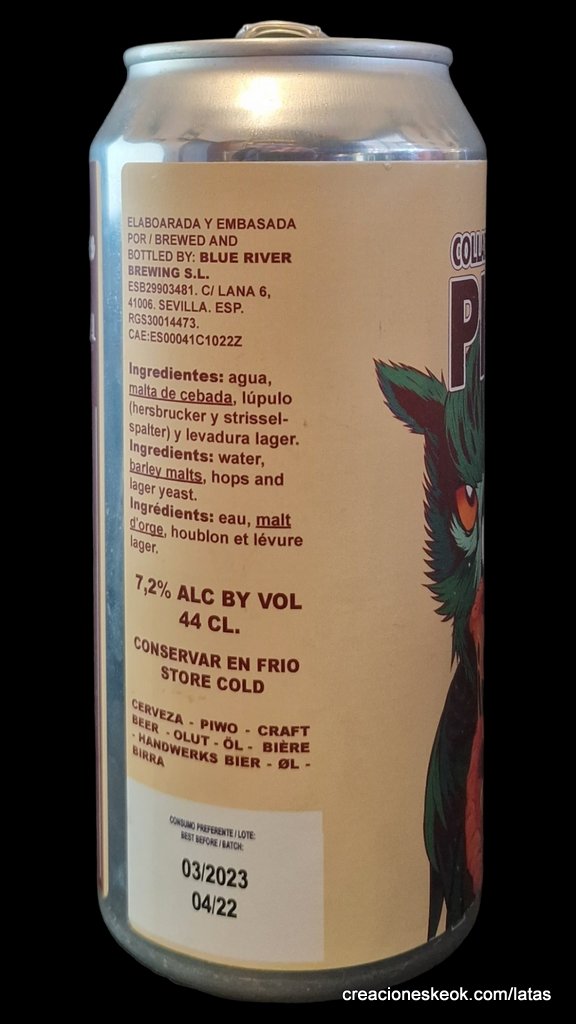 ELABOARADA Y EMBASADA
POR / BREWED AND
BOTTLED BY: BLUE RIVER
BREWING S.L.
ESB29903481. C/ LANA 6,
41006. SEVILLA. ESP.
RGS30014473.
CAE:ES00041C1022Z
Ingredientes: agua,
malta de cebada, lúpulo
(hersbrucker y strissel-
spalter) y levadura lager.
Ingredients: water,
barley malts, hops and
lager yeast.
Ingrédients: eau, malt
d'orge, houblon et lévure
lager.
7,2% ALC BY VOL
44 CL.
CONSERVAR EN FRIO
STORE COLD
CERVEZA - PIWO - CRAFT
BEER - OLUT - ÖL - BIÈRE
- HANDWERKS BIER - ØL -
BIRRA
CONSUMO PREFERENTE / LOTE:
BEST BEFORE / BATCH:
03/2023
04/22
creacioneskeok.com/latas